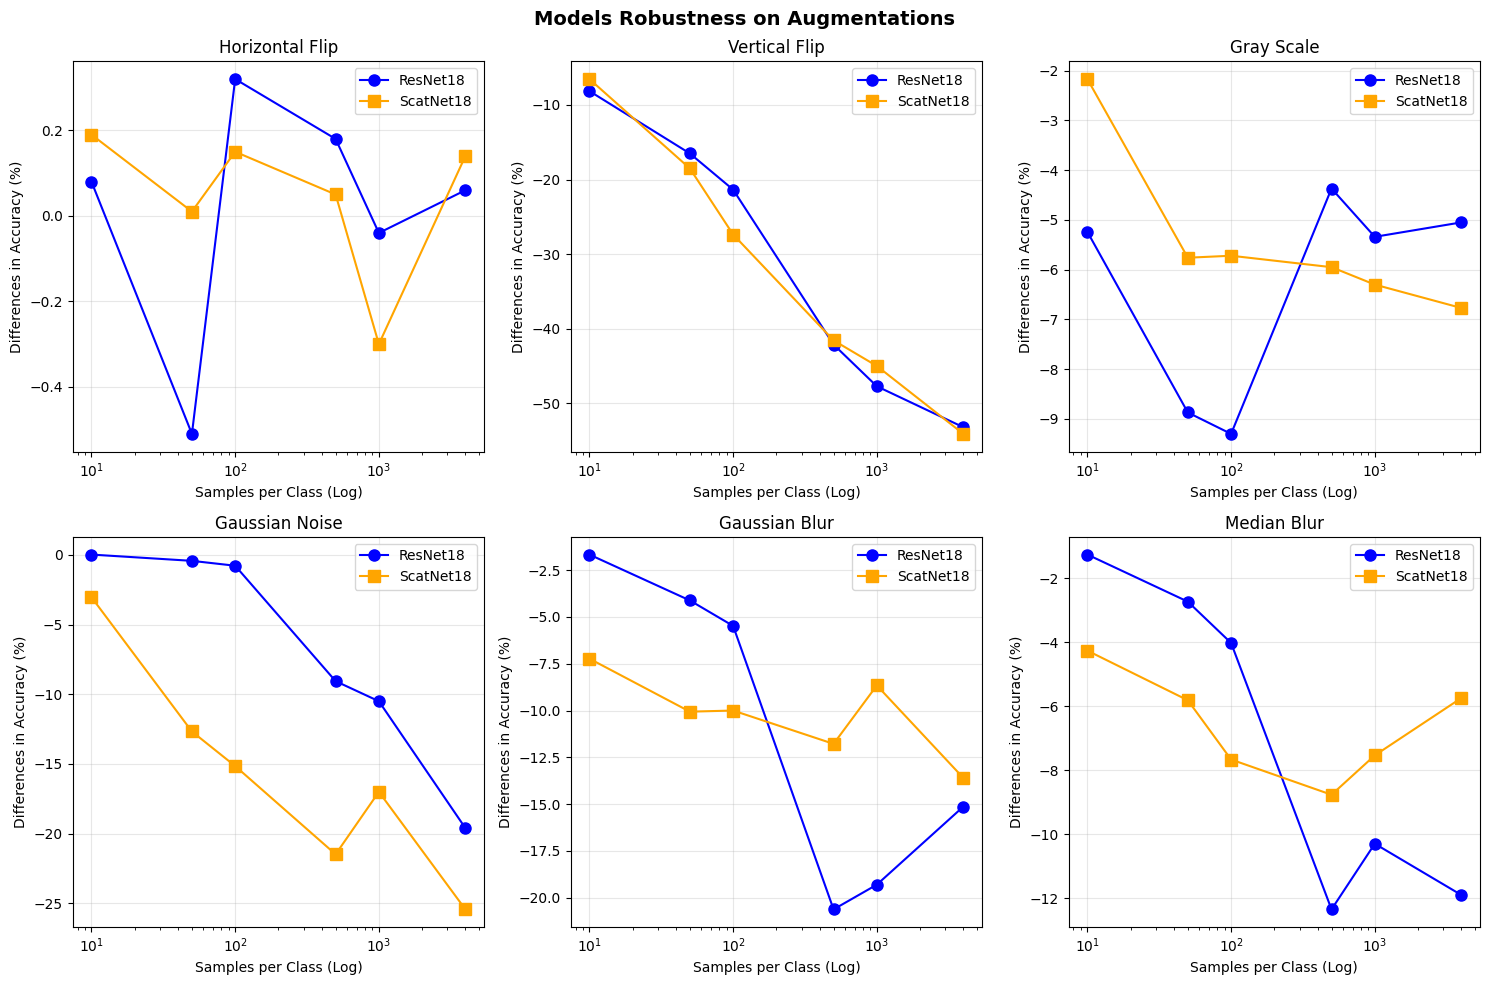 Models Robustness on Augmentations
Horizontal Flip
ResNet18
ScatNet18
0.2
0.0
−0.2
−0.4
Differences in Accuracy (%)
10¹
10²
10³
Samples per Class (Log)
Vertical Flip
ResNet18
ScatNet18
−10
−20
−30
−40
−50
Differences in Accuracy (%)
10¹
10²
10³
Samples per Class (Log)
Gray Scale
ResNet18
ScatNet18
−2
−3
−4
−5
−6
−7
−8
−9
Differences in Accuracy (%)
10¹
10²
10³
Samples per Class (Log)
Gaussian Noise
ResNet18
ScatNet18
0
−5
−10
−15
−20
−25
Differences in Accuracy (%)
10¹
10²
10³
Samples per Class (Log)
Gaussian Blur
ResNet18
ScatNet18
−2.5
−5.0
−7.5
−10.0
−12.5
−15.0
−17.5
−20.0
Differences in Accuracy (%)
10¹
10²
10³
Samples per Class (Log)
Median Blur
ResNet18
ScatNet18
−2
−4
−6
−8
−10
−12
Differences in Accuracy (%)
10¹
10²
10³
Samples per Class (Log)